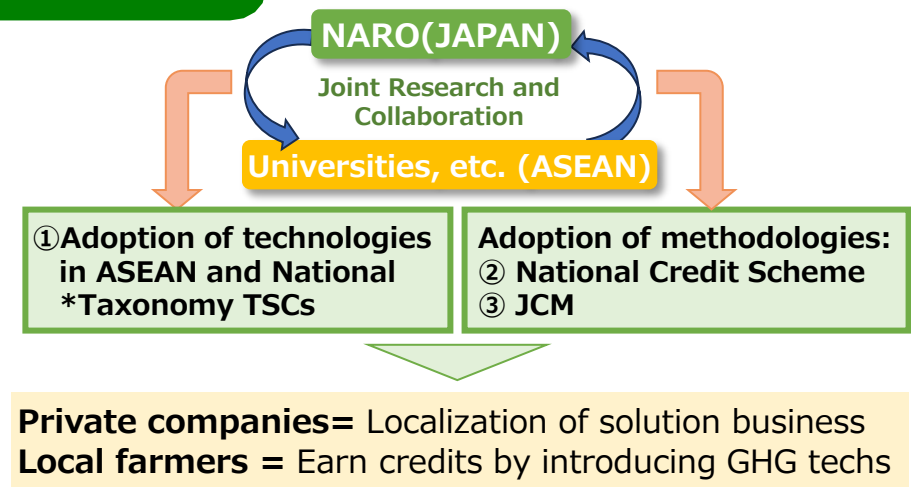 NARO(JAPAN)
Joint Research and
Collaboration
Universities, etc. (ASEAN)
①Adoption of technologies
in ASEAN and National
*Taxonomy TSCs
Adoption of methodologies:
② National Credit Scheme
③ JCM
Private companies= Localization of solution business
Local farmers = Earn credits by introducing GHG techs